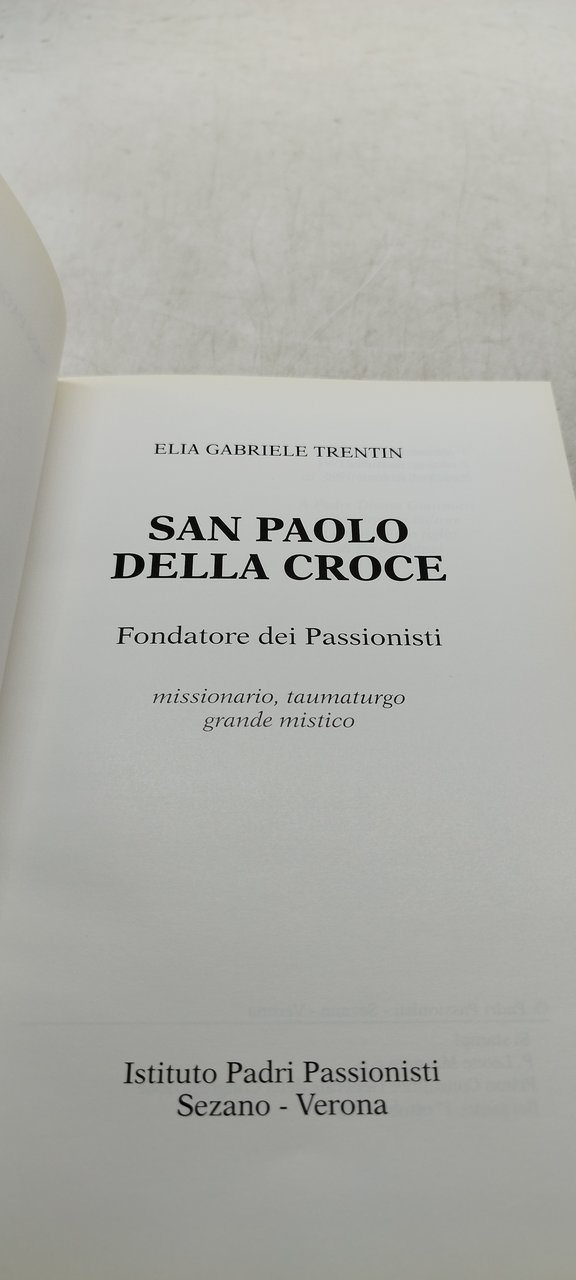 ELIA GABRIELE TRENTIN
SAN PAOLO
DELLA CROCE
Fondatore dei Passionisti
missionario, taumaturgo
grande mistico
Istituto Padri Passionisti
Sezano - Verona